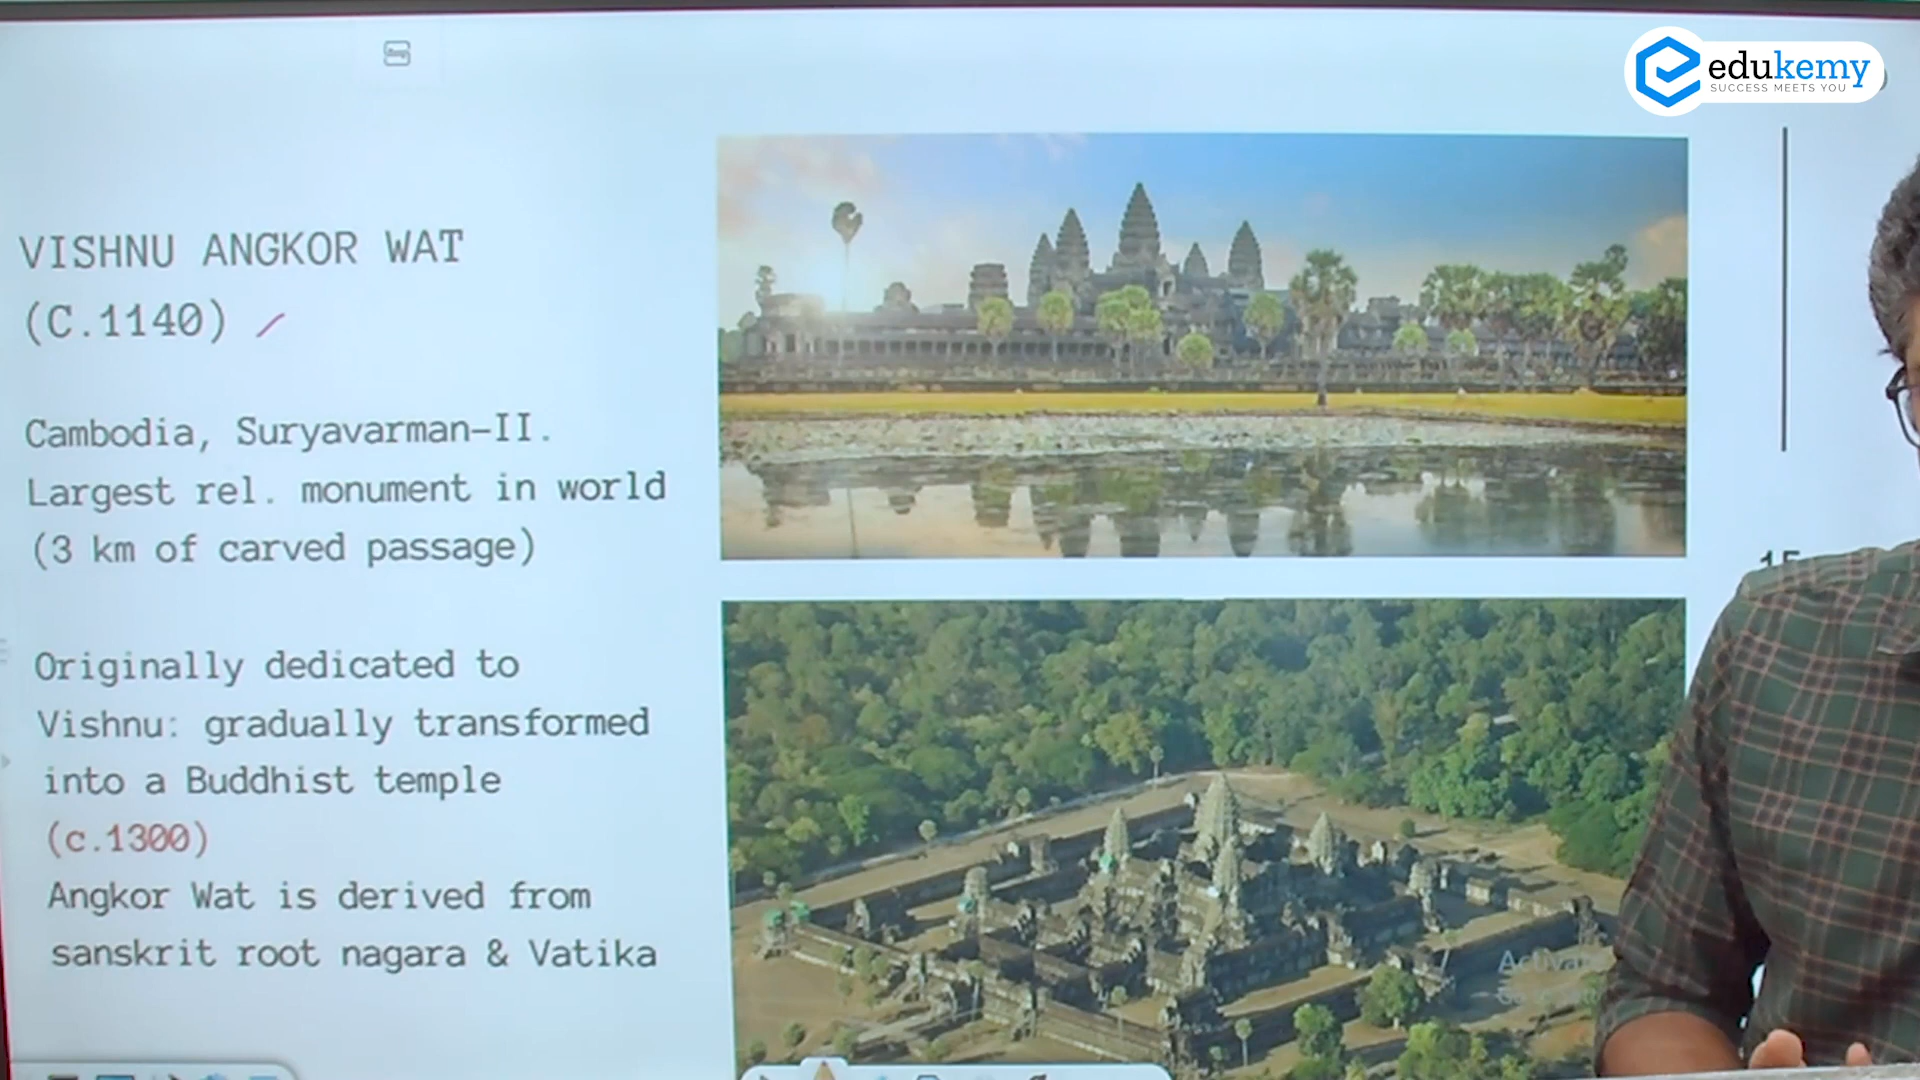 edukemy
SUCCESS MEETS YOU
VISHNU ANGKOR WAT
(C.1140)
Cambodia, Suryavarman-II.
Largest rel. monument in world
(3 km of carved passage)
Originally dedicated to
Vishnu: gradually transformed
into a Buddhist temple
(c.1300)
Angkor Wat is derived from
sanskrit root nagara & Vatika